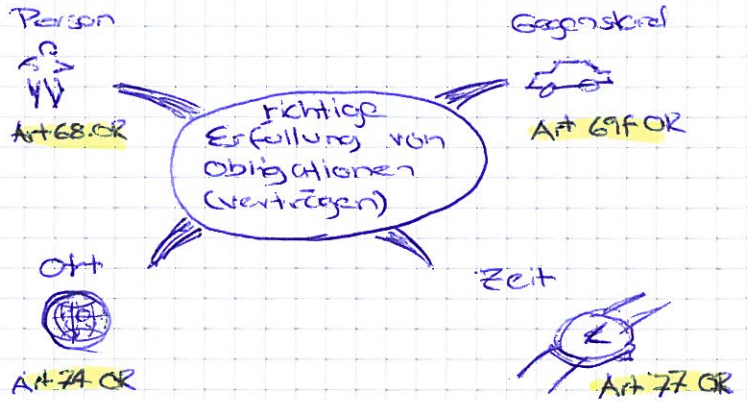 Person
Gegenstand
Art 68 OR
Art 69f OR
richtige
Erfüllung von
Obligationen
(verträgen)
Ort
Zeit
Art 74 OR
Art 77 OR